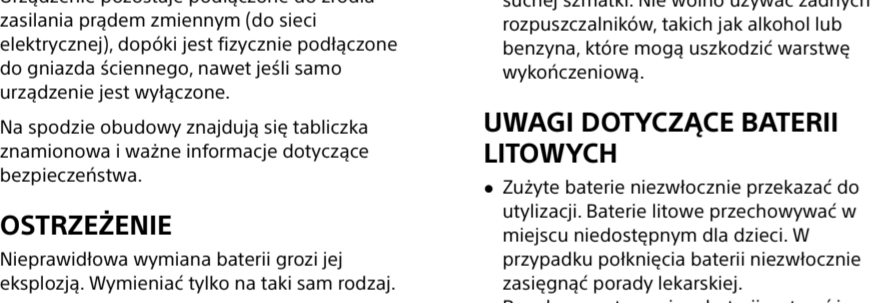 Urządzenie pozostaje podłączone do źródła
zasilania prądem zmiennym (do sieci
elektrycznej), dopóki jest fizycznie podłączone
do gniazda ściennego, nawet jeśli samo
urządzenie jest wyłączone.
Na spodzie obudowy znajdują się tabliczka
znamionowa i ważne informacje dotyczące
bezpieczeństwa.
OSTRZEŻENIE
Nieprawidłowa wymiana baterii grozi jej
eksplozją. Wymieniać tylko na taki sam rodzaj.
suchej szmatki. Nie wolno używać żadnych
rozpuszczalników, takich jak alkohol lub
benzyna, które mogą uszkodzić warstwę
wykończeniową.
UWAGI DOTYCZĄCE BATERII
LITOWYCH
● Zużyte baterie niezwłocznie przekazać do
utylizacji. Baterie litowe przechowywać w
miejscu niedostępnym dla dzieci. W
przypadku połknięcia baterii niezwłocznie
zasięgnąć porady lekarskiej.